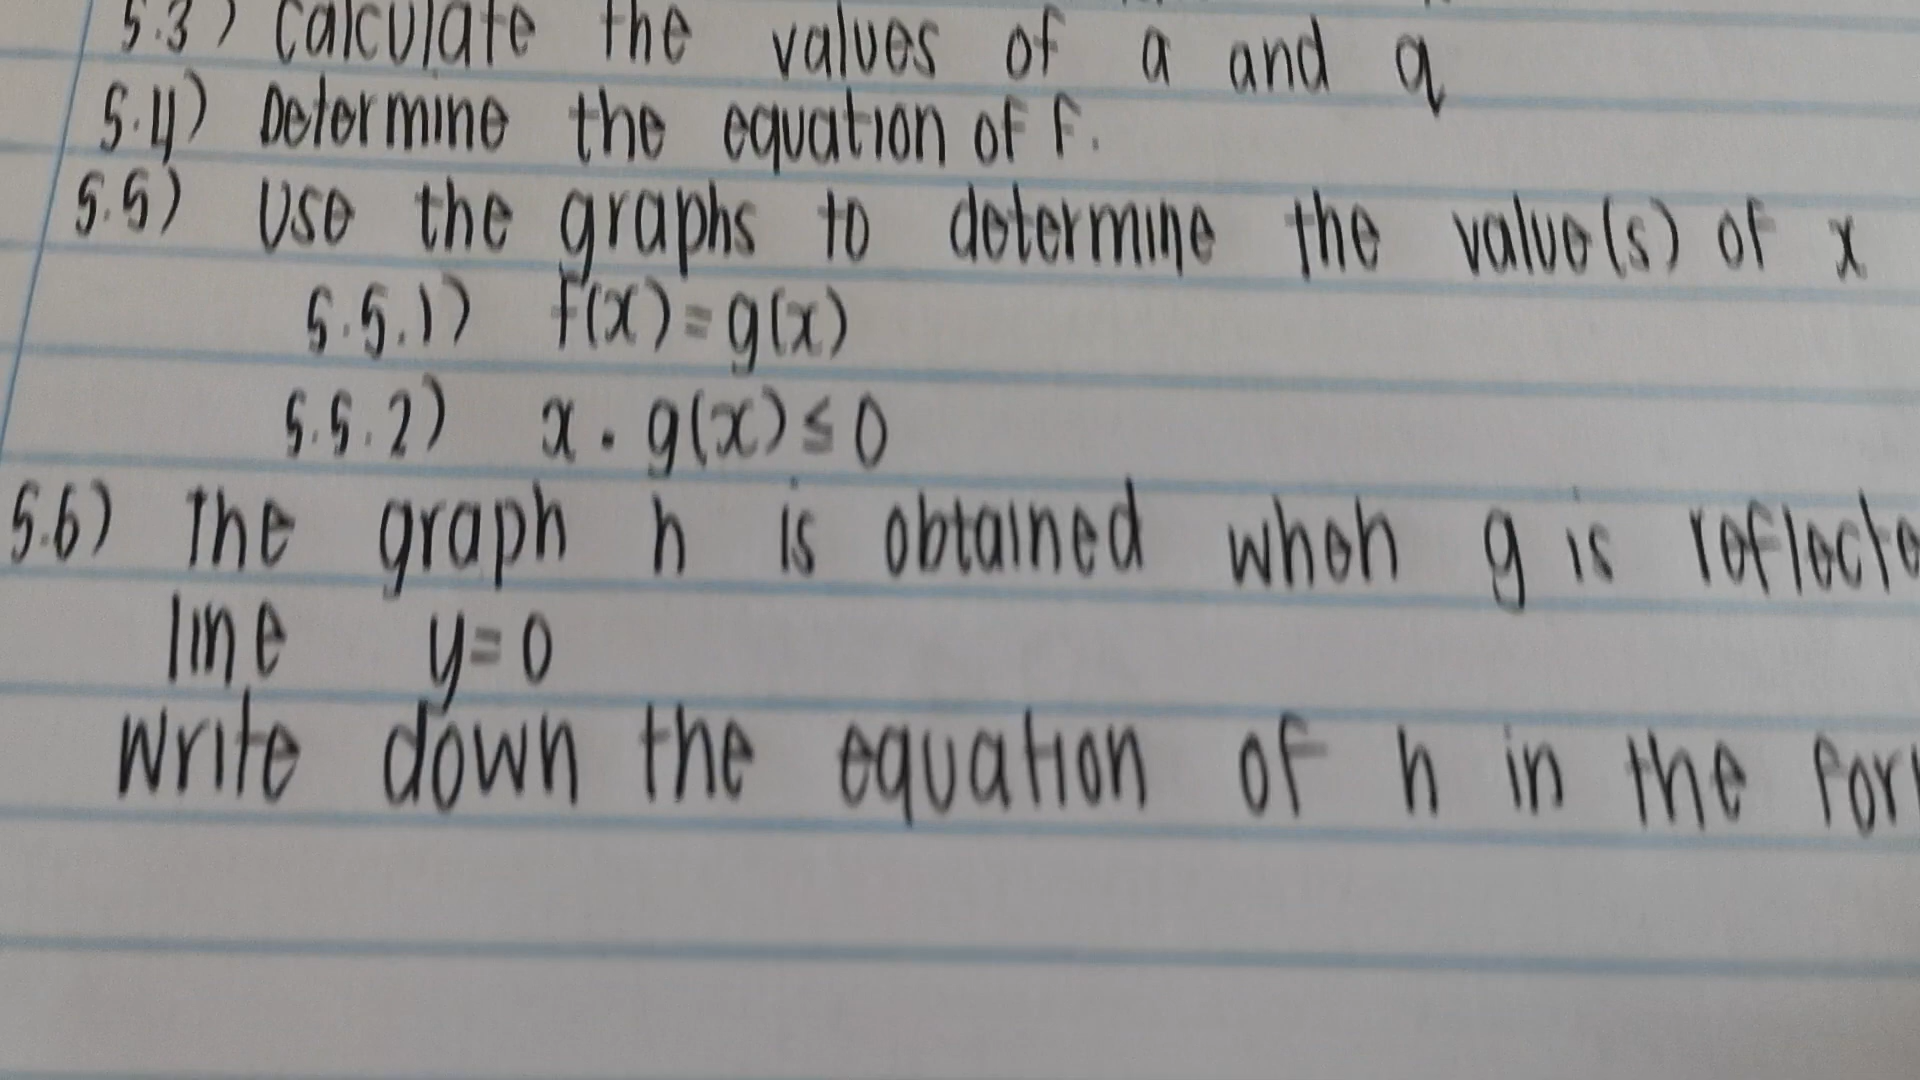 5.3) Calculate the values of a and q
5.4) Determine the equation of f.
5.5) Use the graphs to determine the value(s) of x
5.5.1) f(x) = g(x)
5.5.2) x . g(x) ≤ 0
5.6) The graph h is obtained when g is reflecte
line y=0
Write down the equation of h in the for